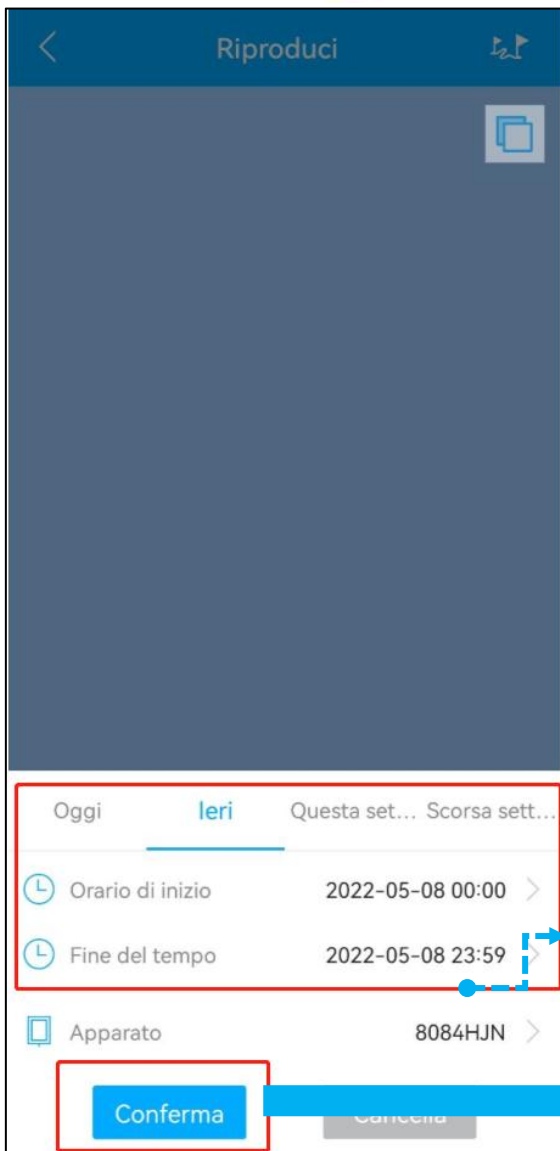 Riproduci
Oggi Ieri Questa set... Scorsa sett...
Orario di inizio 2022-05-08 00:00
Fine del tempo 2022-05-08 23:59
Apparato 8084HJN
Conferma Cancella